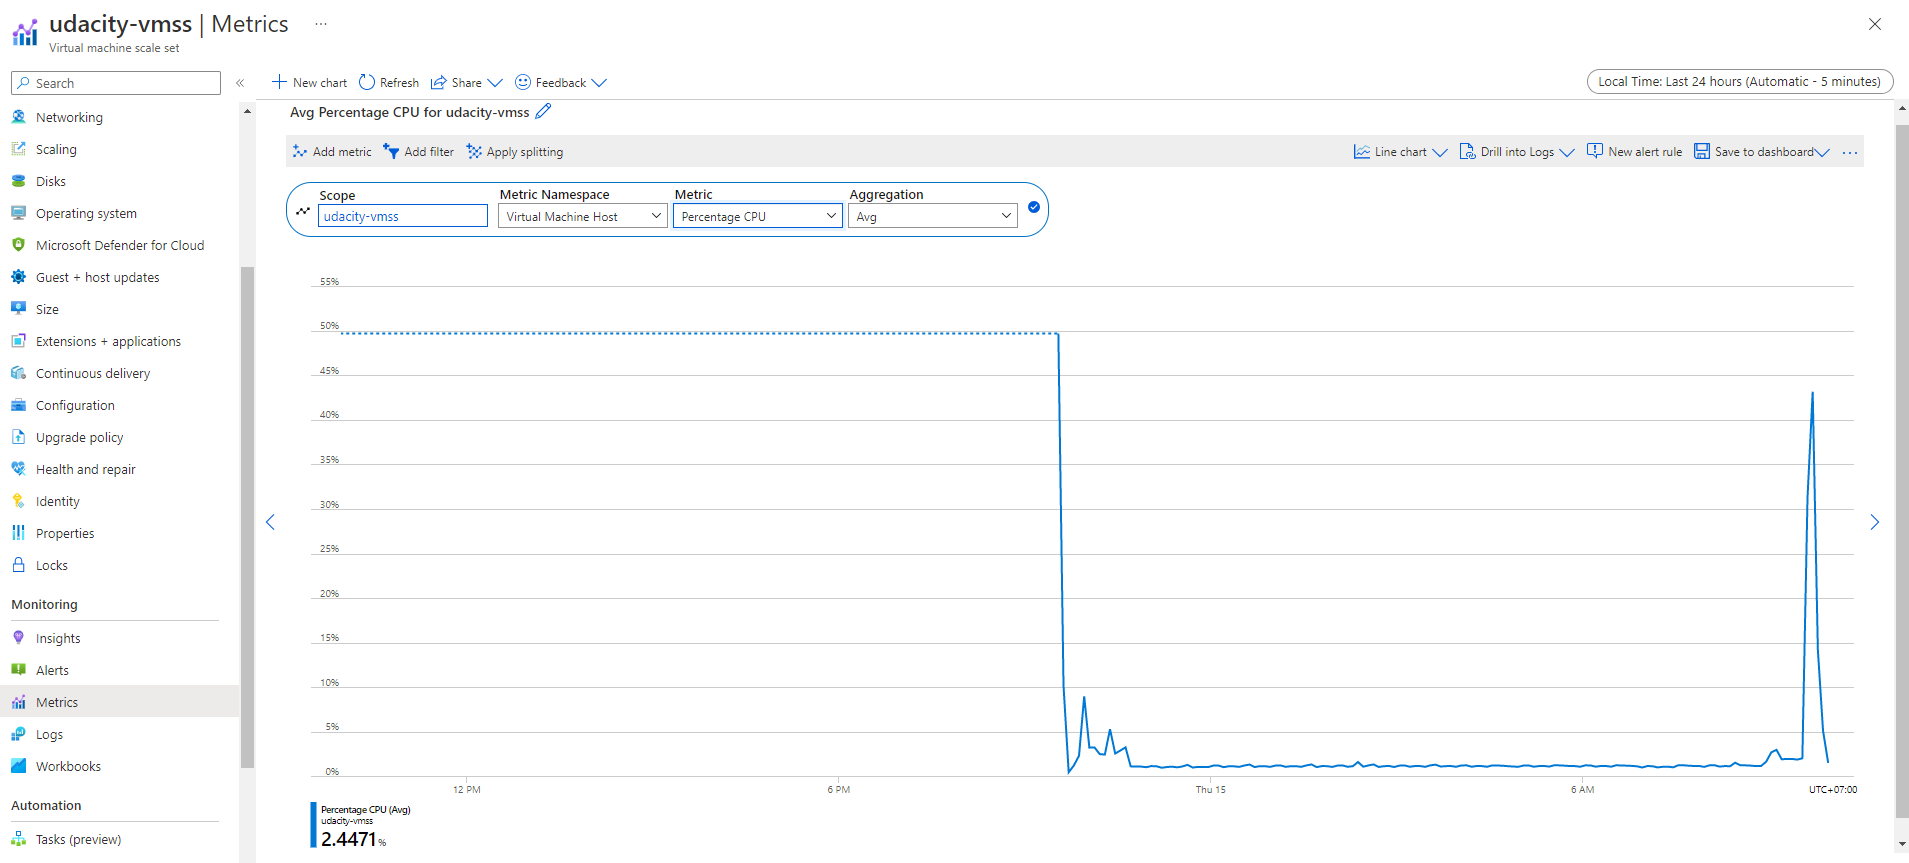 udacity-vmss | Metrics ...
Virtual machine scale set
Search
Networking
Scaling
Disks
Operating system
Microsoft Defender for Cloud
Guest + host updates
Size
Extensions + applications
Continuous delivery
Configuration
Upgrade policy
Health and repair
Identity
Properties
Locks
Monitoring
Insights
Alerts
Metrics
Logs
Workbooks
Automation
Tasks (preview)
New chart Refresh Share Feedback
Local Time: Last 24 hours (Automatic - 5 minutes)
Avg Percentage CPU for udacity-vmss
Add metric Add filter Apply splitting
Line chart Drill into Logs New alert rule Save to dashboard ...
Scope Metric Namespace Metric Aggregation
udacity-vmss Virtual Machine Host Percentage CPU Avg
55%
50%
45%
40%
35%
30%
25%
20%
15%
10%
5%
0%
12 PM 6 PM Thu 15 6 AM UTC+07:00
Percentage CPU (Avg)
udacity-vmss
2.4471 %